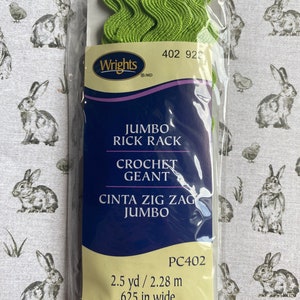 402 92
Wrights
JUMBO
RICK RACK
CROCHET
GEANT
CINTA ZIG ZAG
JUMBO
PC402
2.5 yd / 2.28 m
.625 in wide